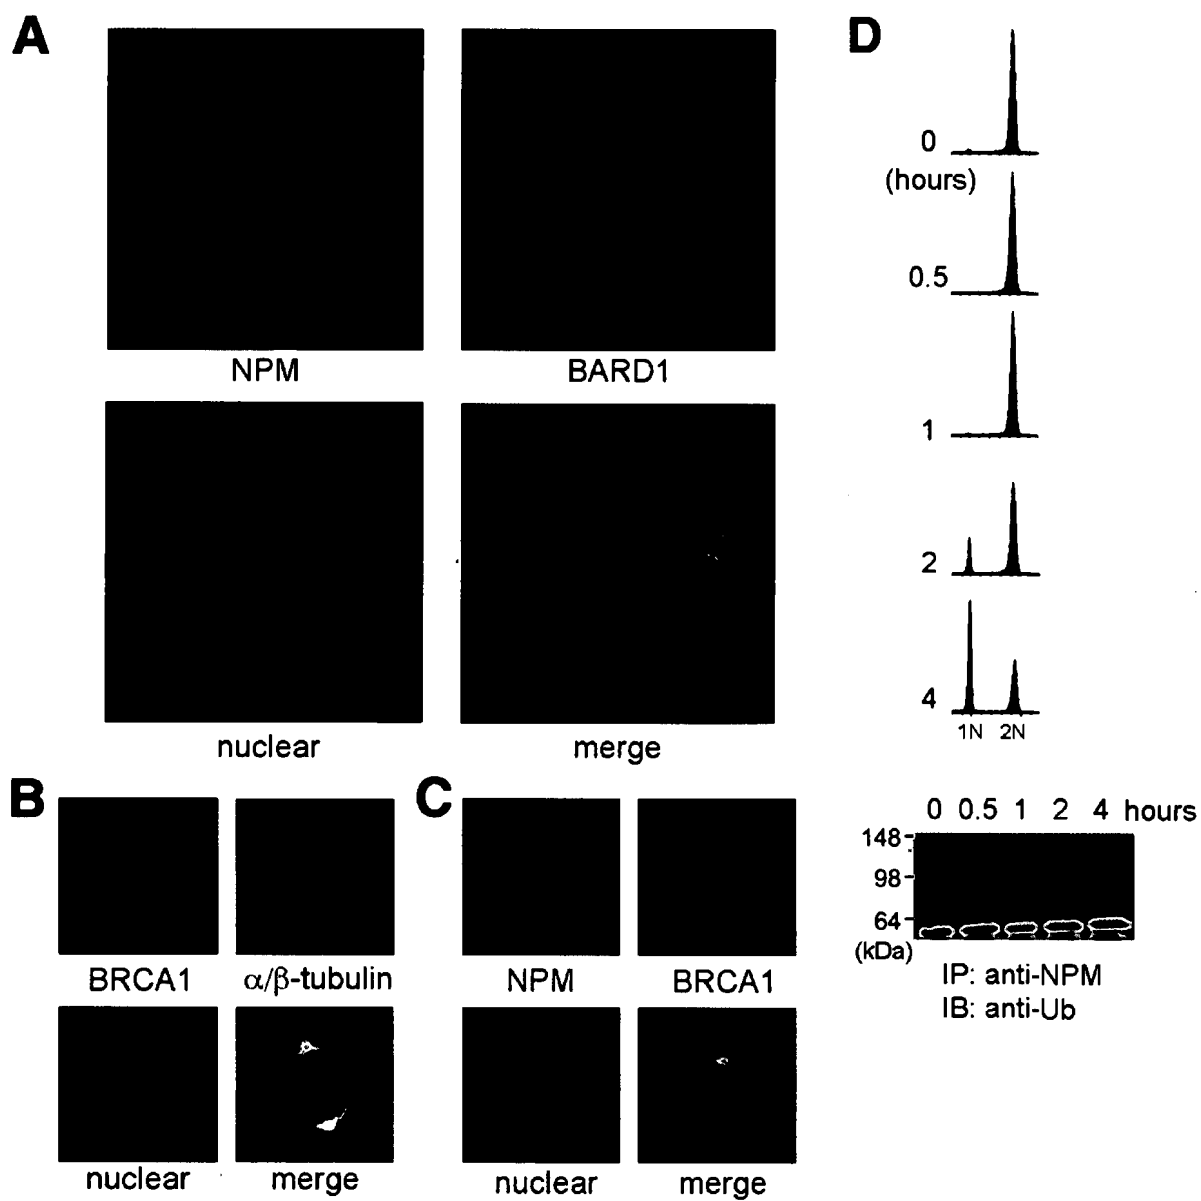 A
NPM
BARD1
nuclear
merge
B
BRCA1
α/β-tubulin
nuclear
merge
C
NPM
BRCA1
nuclear
merge
D
0
(hours)
0.5
1
2
4
1N 2N
0 0.5 1 2 4 hours
148
98
64
(kDa)
IP: anti-NPM
IB: anti-Ub